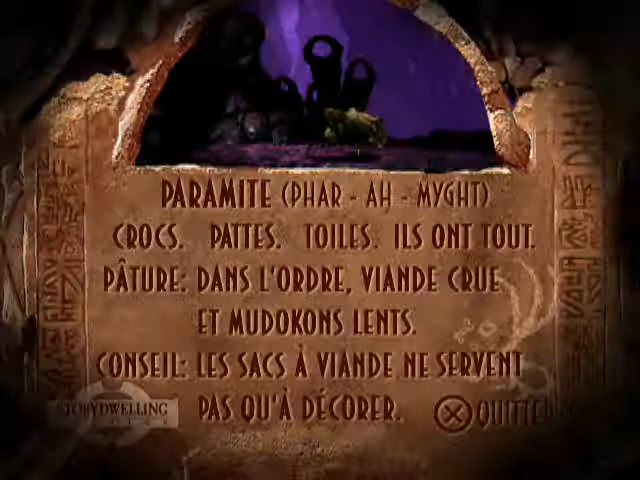 PARAMITE (PHAR - AH - MYGHT)
CROCS. PATTES. TOILES. ILS ONT TOUT.
PÂTURE: DANS L'ORDRE, VIANDE CRUE
ET MUDOKONS LENTS.
CONSEIL: LES SACS À VIANDE NE SERVENT
PAS QU'À DÉCORER.
QUITTER